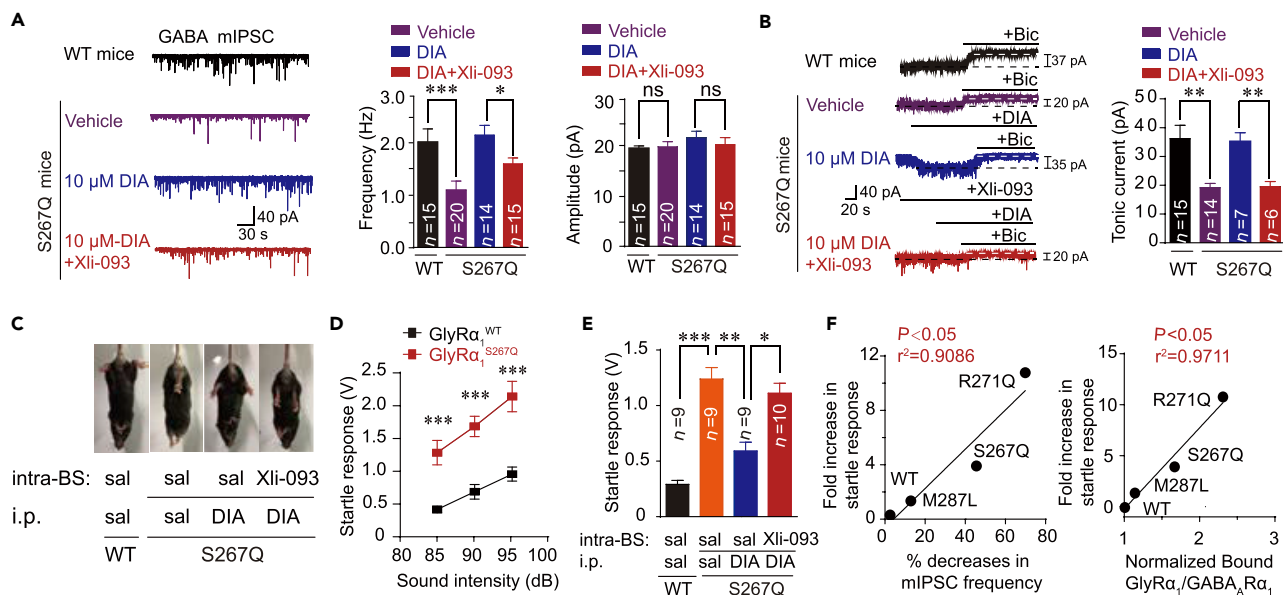 A
GABA mIPSC
WT mice
S267Q mice
Vehicle
10 µM DIA
10 µM-DIA
+Xli-093
40 pA
30 s
Vehicle
DIA
DIA+Xli-093
*** *
Frequency (Hz)
3.0
2.0
1.0
0.0
n=15
n=20
n=14
n=15
WT S267Q
ns ns
Amplitude (pA)
30
20
10
0
n=15
n=20
n=14
n=15
WT S267Q
B
+Bic
WT mice
37 pA
S267Q mice
+Bic
Vehicle
20 pA
+DIA
+Bic
10 µM DIA
35 pA
40 pA
20 s
+Xli-093
+DIA
+Bic
10 µM DIA
+Xli-093
20 pA
Vehicle
DIA
DIA+Xli-093
** **
Tonic current (pA)
60
50
40
30
20
10
0
n=15
n=14
n=7
n=6
WT S267Q
C
intra-BS: sal sal sal Xli-093
i.p. sal sal DIA DIA
WT S267Q
D
GlyRα1WT
GlyRα1S267Q
***
***
***
Startle response (V)
2.5
2.0
1.5
1.0
0.5
0.0
80 85 90 95 100
Sound intensity (dB)
E
*** ** *
Startle response (V)
1.5
1.0
0.5
0.0
n=9
n=9
n=9
n=10
intra-BS: sal sal sal Xli-093
i.p. sal sal DIA DIA
WT S267Q
F
P<0.05
r²=0.9086
Fold increase in
startle response
12
8
4
0
R271Q
S267Q
WT
M287L
0 20 40 60 80
% decreases in
mIPSC frequency
P<0.05
r²=0.9711
Fold increase in
startle response
15
10
5
0
R271Q
S267Q
M287L
WT
1 2 3
Normalized Bound
GlyRα1/GABAARα1